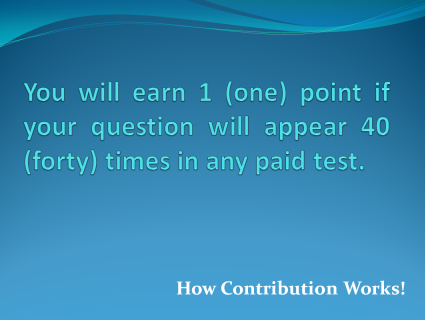 You will earn 1 (one) point if
your question will appear 40
(forty) times in any paid test.
How Contribution Works!